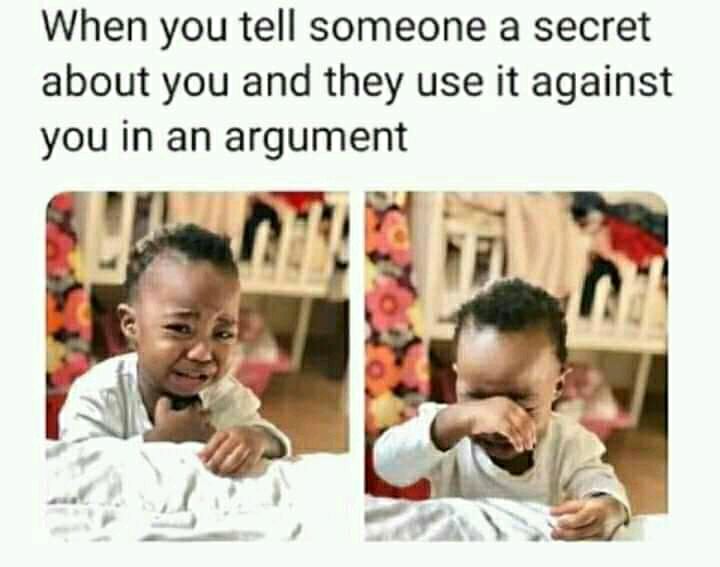 When you tell someone a secret
about you and they use it against
you in an argument